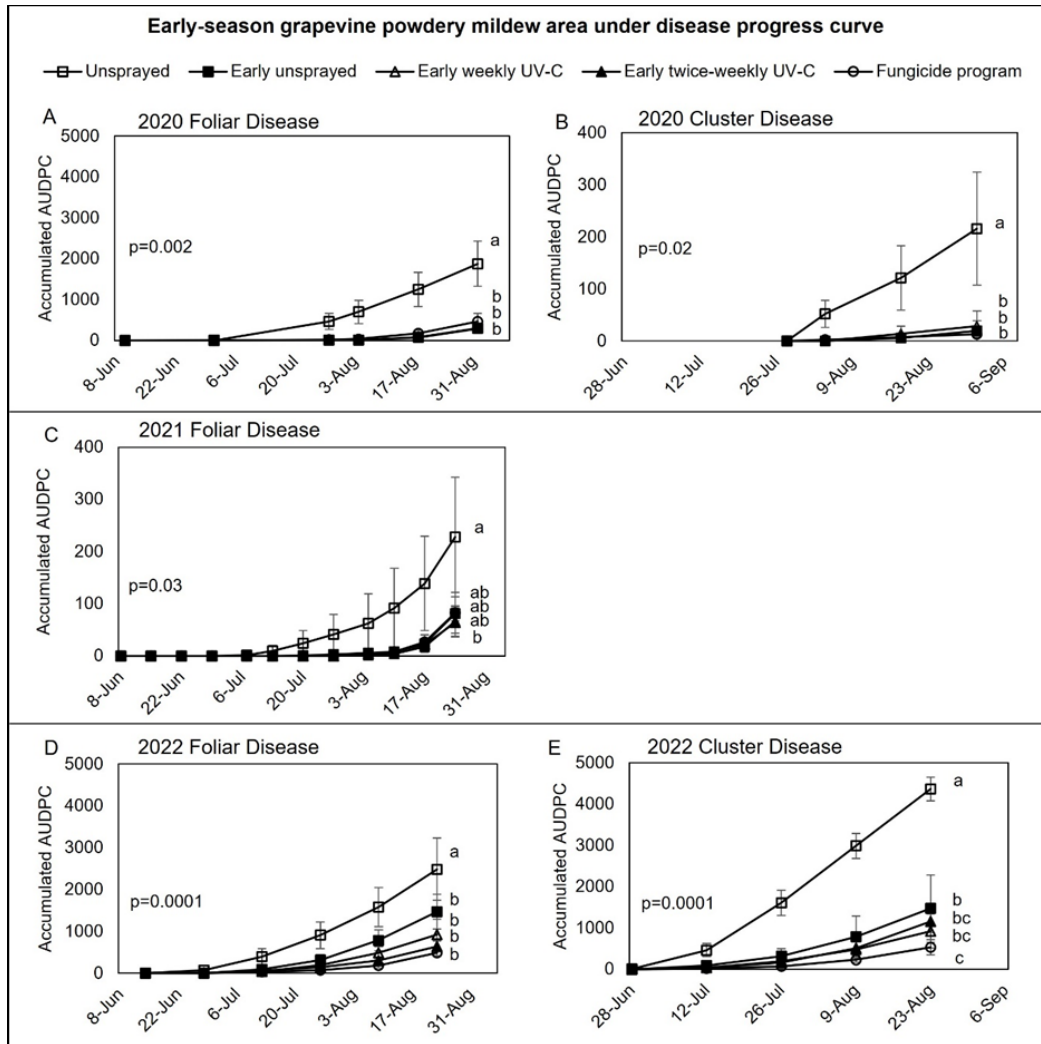 Early-season grapevine powdery mildew area under disease progress curve
Unsprayed Early unsprayed Early weekly UV-C Early twice-weekly UV-C Fungicide program
A 2020 Foliar Disease
Accumulated AUDPC
5000
4000
3000
2000
1000
0
p=0.002
a
b
b
b
8-Jun 22-Jun 6-Jul 20-Jul 3-Aug 17-Aug 31-Aug
B 2020 Cluster Disease
Accumulated AUDPC
400
300
200
100
0
p=0.02
a
b
b
b
28-Jun 12-Jul 26-Jul 9-Aug 23-Aug 6-Sep
C 2021 Foliar Disease
Accumulated AUDPC
400
300
200
100
0
p=0.03
a
ab
ab
ab
b
8-Jun 22-Jun 6-Jul 20-Jul 3-Aug 17-Aug 31-Aug
D 2022 Foliar Disease
Accumulated AUDPC
5000
4000
3000
2000
1000
0
p=0.0001
a
b
b
b
b
8-Jun 22-Jun 6-Jul 20-Jul 3-Aug 17-Aug 31-Aug
E 2022 Cluster Disease
Accumulated AUDPC
5000
4000
3000
2000
1000
0
p=0.0001
a
b
bc
bc
c
28-Jun 12-Jul 26-Jul 9-Aug 23-Aug 6-Sep